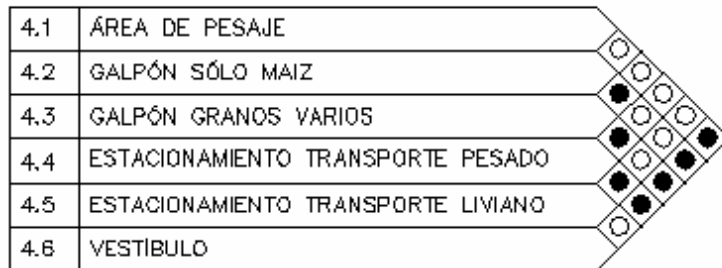 4.1 ÁREA DE PESAJE
4.2 GALPÓN SÓLO MAIZ
4.3 GALPÓN GRANOS VARIOS
4.4 ESTACIONAMIENTO TRANSPORTE PESADO
4.5 ESTACIONAMIENTO TRANSPORTE LIVIANO
4.6 VESTÍBULO